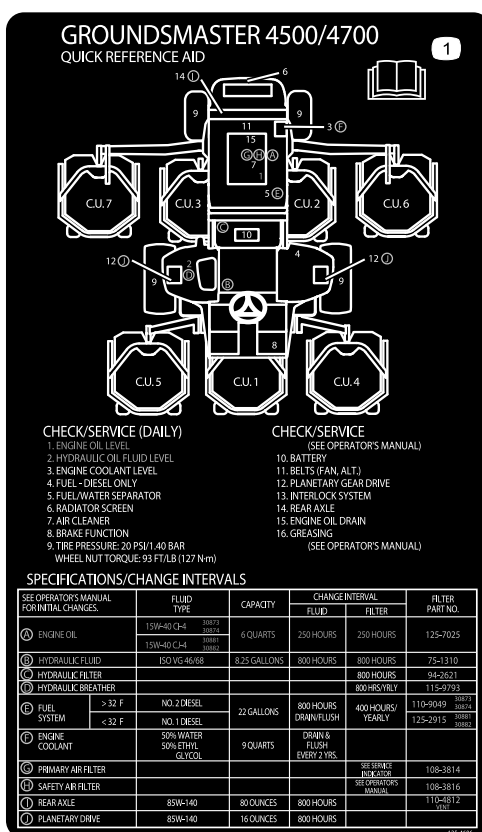 GROUNDSMASTER 4500/4700
QUICK REFERENCE AID
1
14 I
6
9
9
11
3 F
15
G H A
7
1
5 E
C.U.7
C.U.3
C.U.2
C.U.6
C
10
12 J
2
D
4
12 J
9
B
9
8
C.U.5
C.U.1
C.U.4
CHECK/SERVICE (DAILY)
1. ENGINE OIL LEVEL
2. HYDRAULIC OIL FLUID LEVEL
3. ENGINE COOLANT LEVEL
4. FUEL - DIESEL ONLY
5. FUEL/WATER SEPARATOR
6. RADIATOR SCREEN
7. AIR CLEANER
8. BRAKE FUNCTION
9. TIRE PRESSURE: 20 PSI/1.40 BAR
WHEEL NUT TORQUE: 93 FT/LB (127 N·m)
CHECK/SERVICE
(SEE OPERATOR'S MANUAL)
10. BATTERY
11. BELTS (FAN, ALT.)
12. PLANETARY GEAR DRIVE
13. INTERLOCK SYSTEM
14. REAR AXLE
15. ENGINE OIL DRAIN
16. GREASING
(SEE OPERATOR'S MANUAL)
SPECIFICATIONS/CHANGE INTERVALS
SEE OPERATOR'S MANUAL FOR INITIAL CHANGES. FLUID TYPE CAPACITY CHANGE INTERVAL FLUID FILTER FILTER PART NO.
A ENGINE OIL 15W-40 CI-4 30873 30874 15W-40 CJ-4 30881 30882 6 QUARTS 250 HOURS 250 HOURS 125-7025
B HYDRAULIC FLUID ISO VG 46/68 8.25 GALLONS 800 HOURS 800 HOURS 75-1310
C HYDRAULIC FILTER 800 HOURS 94-2621
D HYDRAULIC BREATHER 800 HRS/YRLY 115-9793
E FUEL SYSTEM > 32 F NO. 2 DIESEL 22 GALLONS 800 HOURS DRAIN/FLUSH 400 HOURS/ YEARLY 110-9049 30873 30874
< 32 F NO. 1 DIESEL 125-2915 30881 30882
F ENGINE COOLANT 50% WATER 50% ETHYL GLYCOL 9 QUARTS DRAIN & FLUSH EVERY 2 YRS.
G PRIMARY AIR FILTER SEE SERVICE INDICATOR 108-3814
H SAFETY AIR FILTER SEE OPERATOR'S MANUAL 108-3816
I REAR AXLE 85W-140 80 OUNCES 800 HOURS 110-4812 VENT
J PLANETARY DRIVE 85W-140 16 OUNCES 800 HOURS